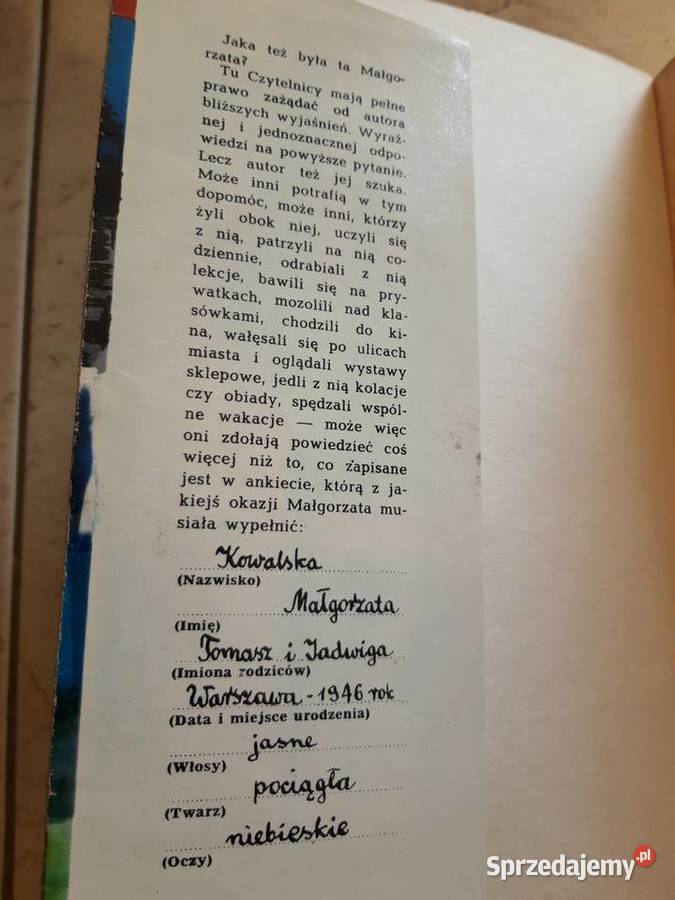 Jaka też była ta Małgo-
rzata?
Tu Czytelnicy mają pełne
prawo zażądać od autora
bliższych wyjaśnień. Wyraź-
nej i jednoznacznej odpo-
wiedzi na powyższe pytanie.
Lecz autor też jej szuka.
Może inni potrafią w tym
dopomóc, może inni, którzy
żyli obok niej, uczyli się
z nią, patrzyli na nią co-
dziennie, odrabiali z nią
lekcje, bawili się na pry-
watkach, mozolili nad kla-
sówkami, chodzili do ki-
na, wałęsali się po ulicach
miasta i oglądali wystawy
sklepowe, jedli z nią kolacje
czy obiady, spędzali wspól-
ne wakacje — może więc
oni zdołają powiedzieć coś
więcej niż to, co zapisane
jest w ankiecie, którą z ja-
kiejś okazji Małgorzata mu-
siała wypełnić:
Kowalska
(Nazwisko)
Małgorzata
(Imię)
Tomasz i Jadwiga
(Imiona rodziców)
Warszawa - 1946 rok
(Data i miejsce urodzenia)
jasne
(Włosy)
pociągła
(Twarz)
niebieskie
(Oczy)
Sprzedajemy.pl